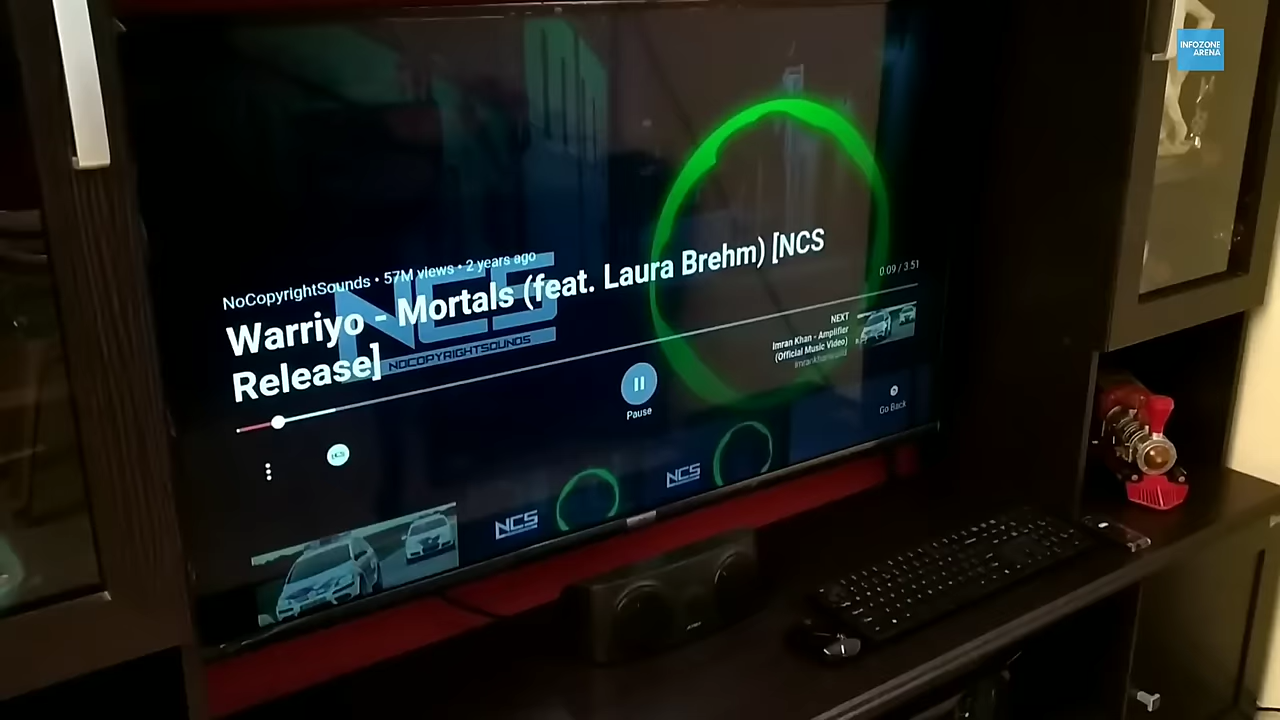 INFOZONE
ARENA
NoCopyrightSounds • 57M views • 2 years ago
Warriyo - Mortals (feat. Laura Brehm) [NCS
Release]
NCS
NOCOPYRIGHTSOUNDS
0:09 / 3:51
NEXT
Imran Khan - Amplifier
(Official Music Video)
imrankhanworld
Pause
Go Back
NCS
NCS
NCS